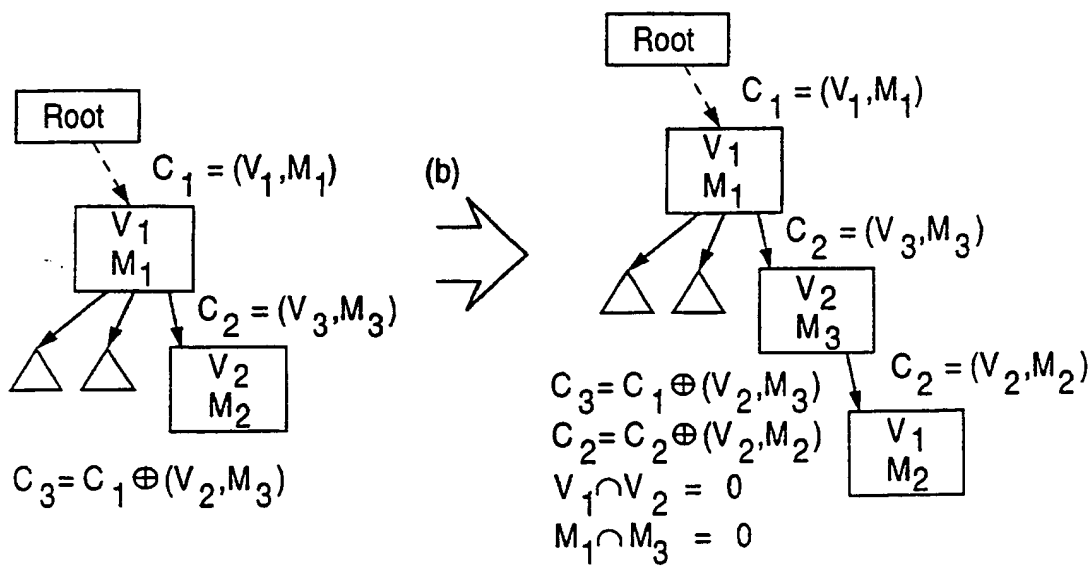 Root
C₁ = (V₁,M₁)
V₁
M₁
C₂ = (V₃,M₃)
V₂
M₂
C₃= C₁ ⊕ (V₂,M₃)
(b)
Root
C₁ = (V₁,M₁)
V₁
M₁
C₂ = (V₃,M₃)
V₂
M₃
C₂ = (V₂,M₂)
V₁
M₂
C₃= C₁ ⊕ (V₂,M₃)
C₂= C₂ ⊕ (V₂,M₂)
V₁∩V₂ = 0
M₁∩M₃ = 0